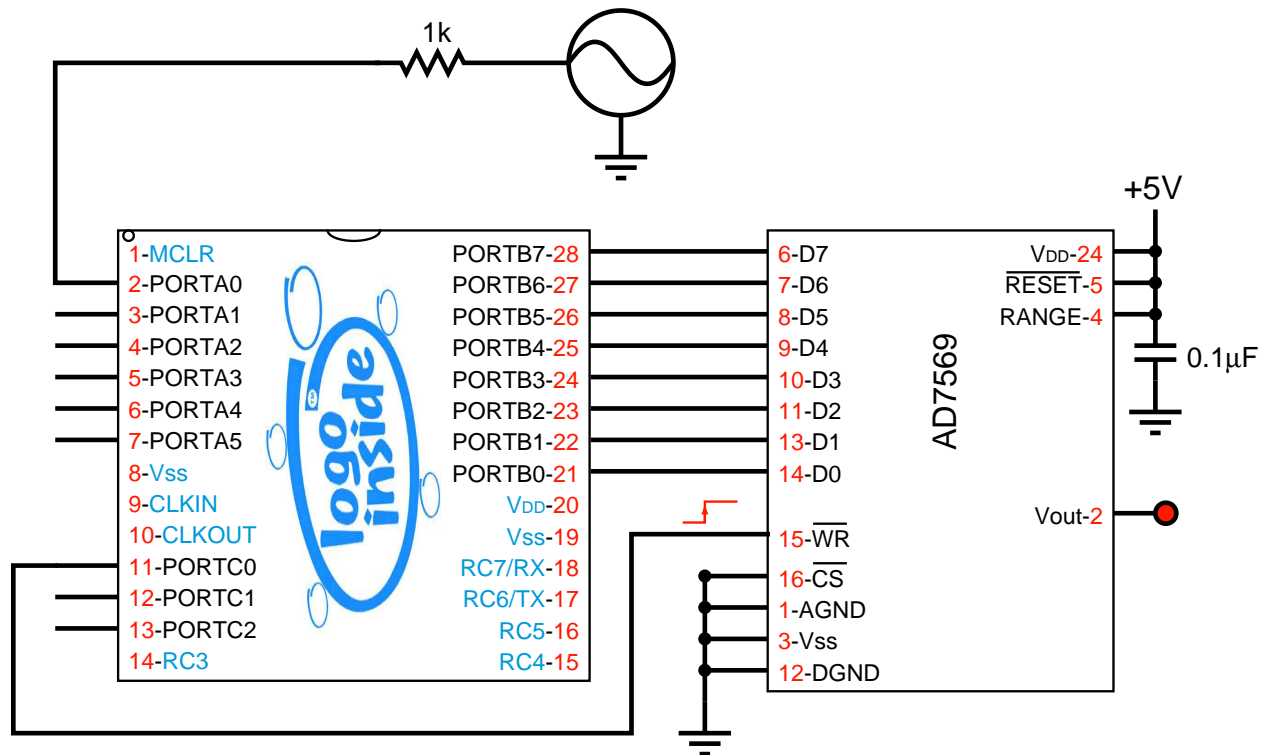 1k
+5V
0.1µF
1-MCLR
2-PORTA0
3-PORTA1
4-PORTA2
5-PORTA3
6-PORTA4
7-PORTA5
8-Vss
9-CLKIN
10-CLKOUT
11-PORTC0
12-PORTC1
13-PORTC2
14-RC3
logo
inside
PORTB7-28
PORTB6-27
PORTB5-26
PORTB4-25
PORTB3-24
PORTB2-23
PORTB1-22
PORTB0-21
VDD-20
Vss-19
RC7/RX-18
RC6/TX-17
RC5-16
RC4-15
6-D7
7-D6
8-D5
9-D4
10-D3
11-D2
13-D1
14-D0
15-WR
16-CS
1-AGND
3-Vss
12-DGND
AD7569
VDD-24
RESET-5
RANGE-4
Vout-2